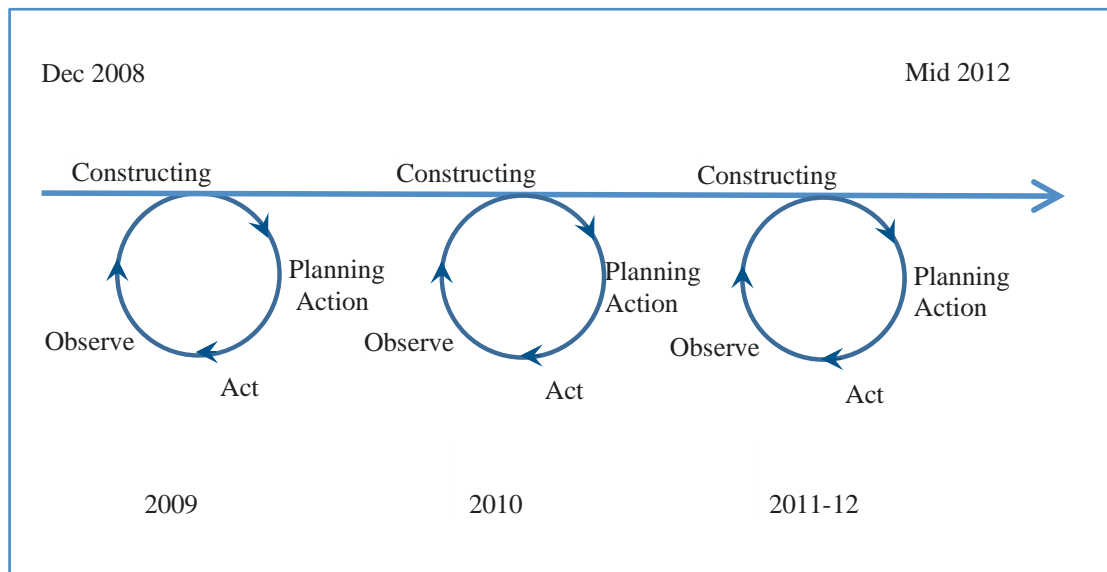 Dec 2008
Mid 2012
Constructing
Constructing
Constructing
Planning
Action
Planning
Action
Planning
Action
Observe
Observe
Observe
Act
Act
Act
2009
2010
2011-12